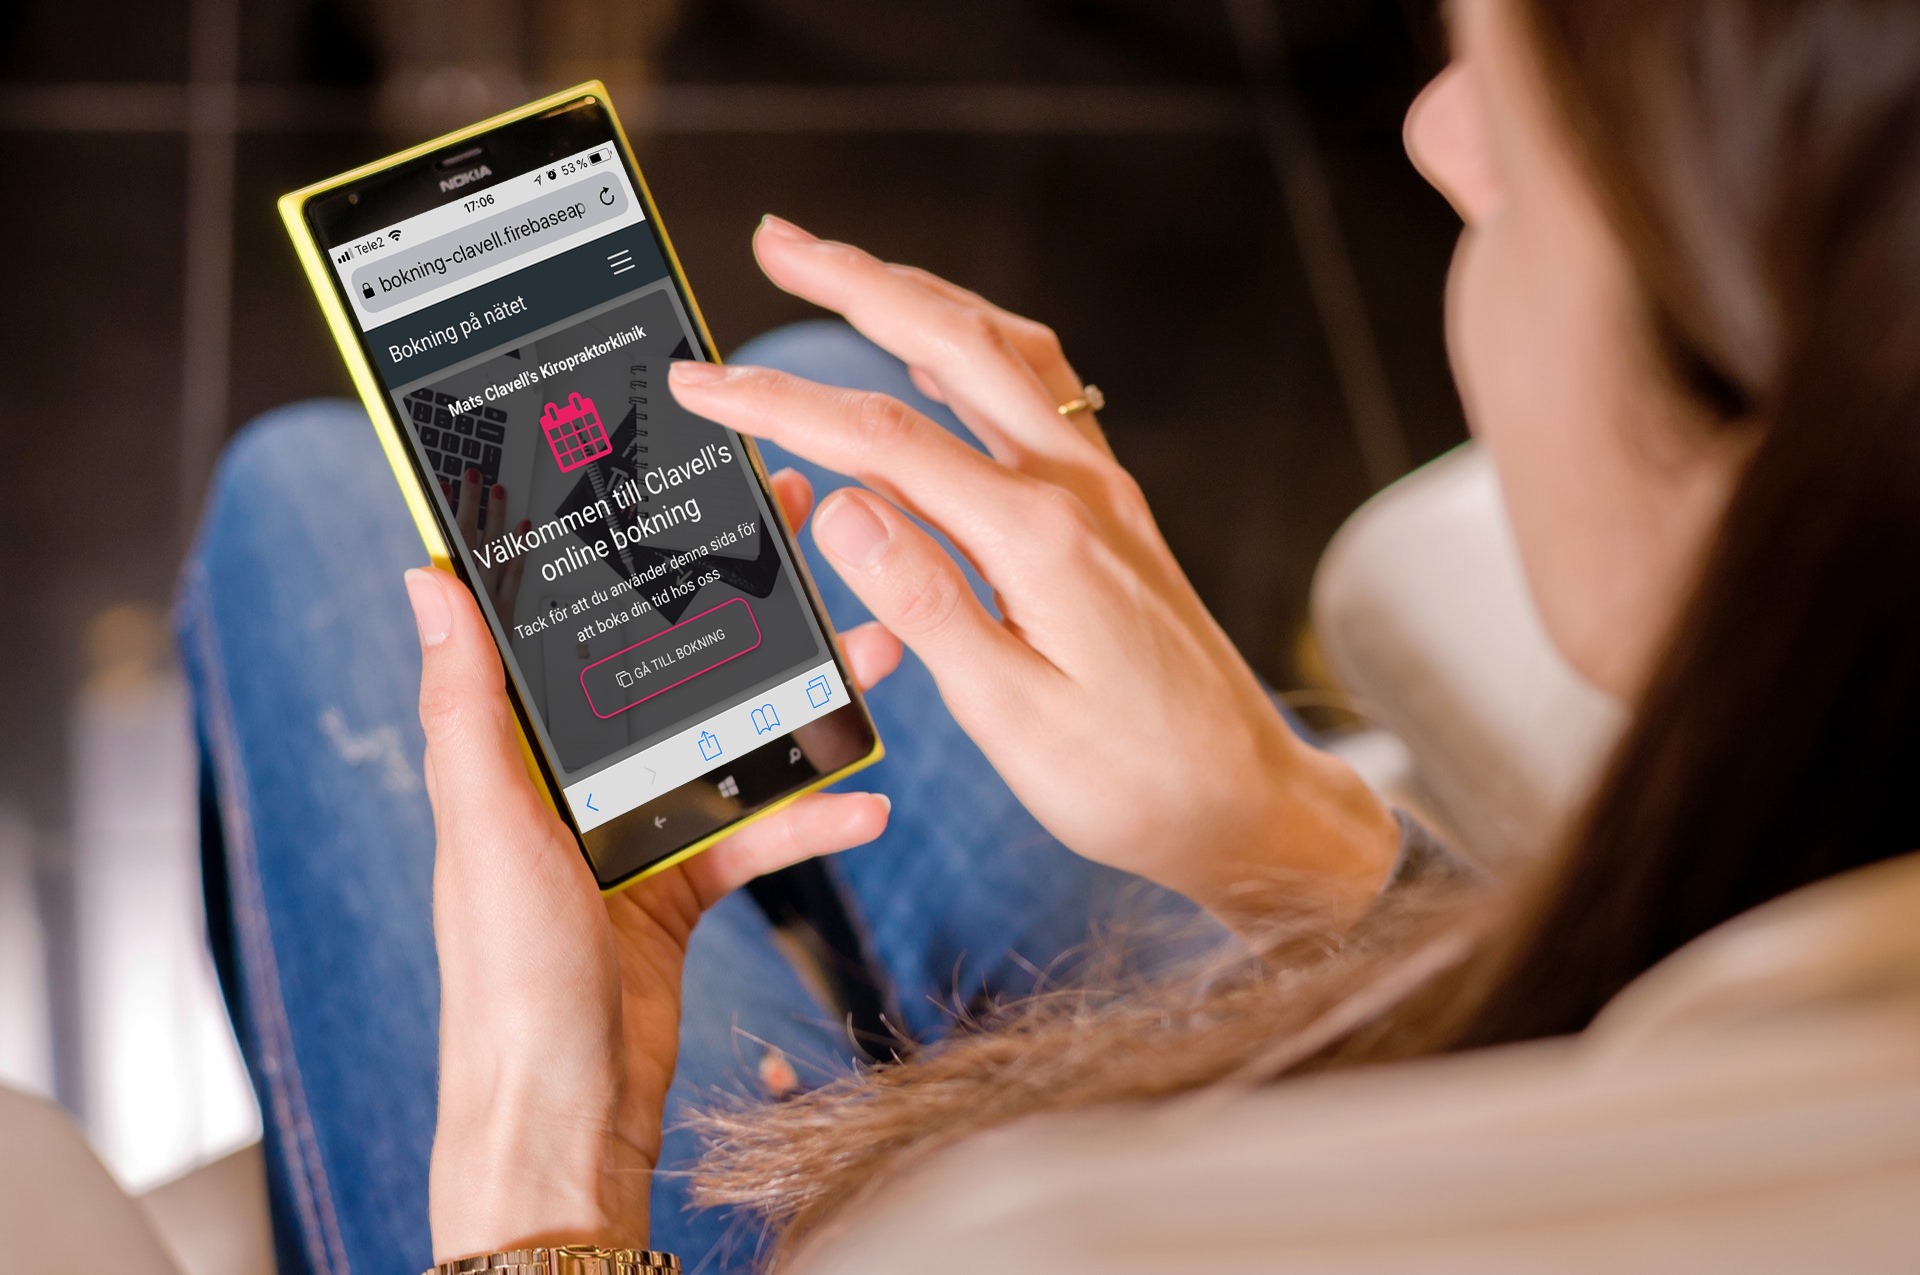 NOKIA
Tele2 17:06 53 %
bokning-clavell.firebaseap
Bokning på nätet
Mats Clavell's Kiropraktorklinik
Välkommen till Clavell's
online bokning
Tack för att du använder denna sida för
att boka din tid hos oss
GÅ TILL BOKNING